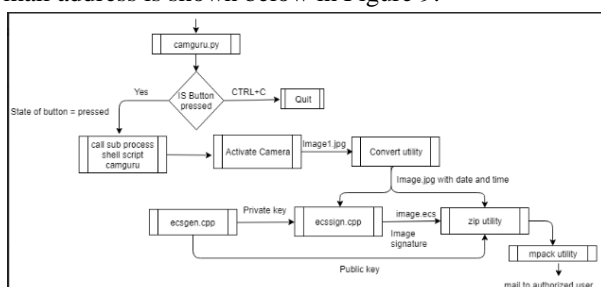 mail address is shown below in Figure 9.
camguru.py
Yes
IS Button
pressed
CTRL+C
Quit
State of button = pressed
call sub process
shell script
camguru
Activate Camera
Image1.jpg
Convert utility
Image.jpg with date and time
ecsgen.cpp
Private key
ecssign.cpp
image.ecs
Image
signature
zip utility
Public key
mpack utility
mail to authorized user